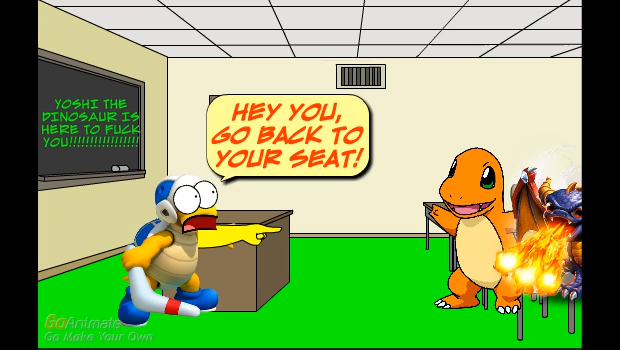 YOSHI THE
DINOSAUR IS
HERE TO FUCK
YOU!!!!!!!!!!!!!!!!
HEY YOU,
GO BACK TO
YOUR SEAT!
GoAnimate
Go Make Your Own